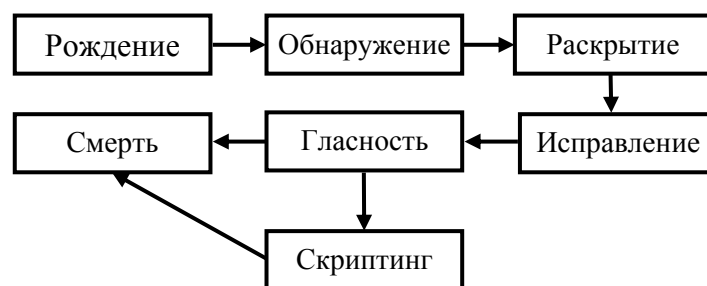 Рождение
Обнаружение
Раскрытие
Смерть
Гласность
Исправление
Скриптинг